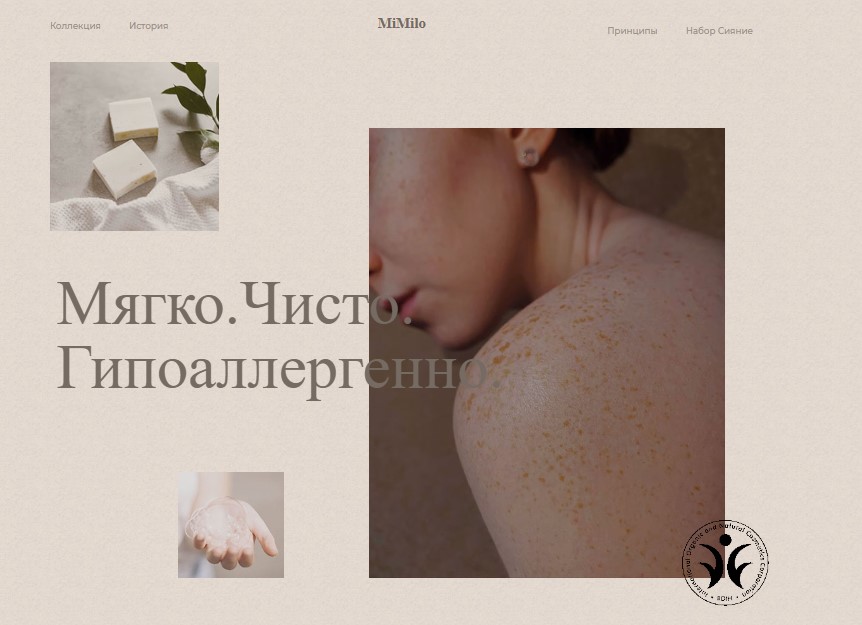 Коллекция
История
MiMilo
Принципы
Набор Сияние
Мягко.Чисто.
Гипоаллергенно.
International Organic and Natural Cosmetics Corporation • BDIH •